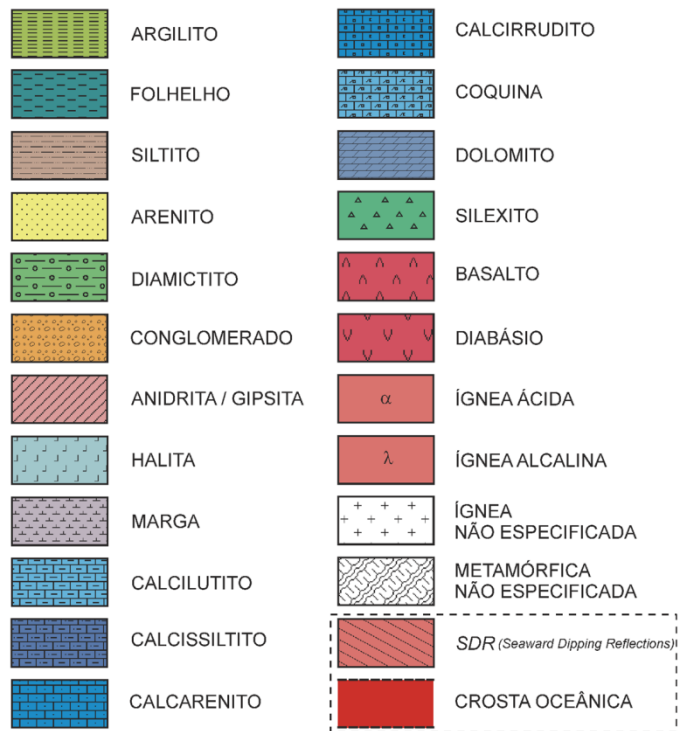 ARGILITO
FOLHELHO
SILTITO
ARENITO
DIAMICTITO
CONGLOMERADO
ANIDRITA / GIPSITA
HALITA
MARGA
CALCILUTITO
CALCISSILTITO
CALCARENITO
CALCIRRUDITO
COQUINA
DOLOMITO
SILEXITO
BASALTO
DIABÁSIO
α ÍGNEA ÁCIDA
λ ÍGNEA ALCALINA
ÍGNEA
NÃO ESPECIFICADA
METAMÓRFICA
NÃO ESPECIFICADA
SDR (Seaward Dipping Reflections)
CROSTA OCEÂNICA